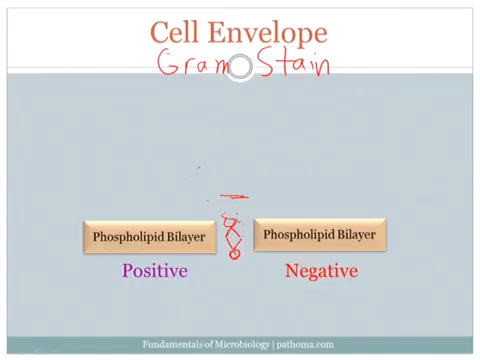 Cell Envelope
Gram Stain
Phospholipid Bilayer
Phospholipid Bilayer
Positive
Negative
Fundamentals of Microbiology | pathoma.com